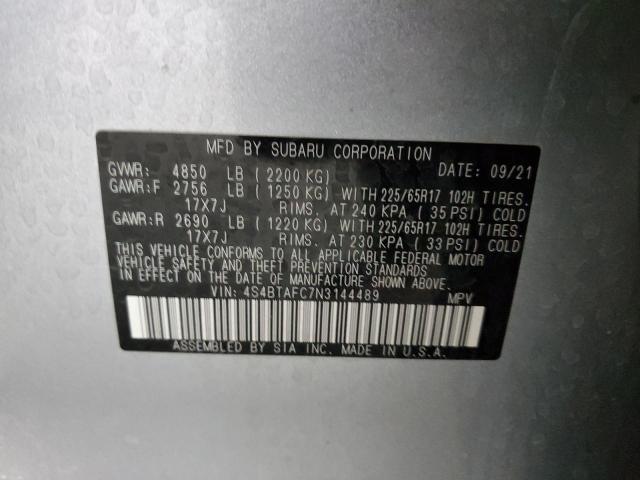 MFD BY SUBARU CORPORATION DATE: 09/21
GVWR: 4850 LB ( 2200 KG)
GAWR:F 2756 LB ( 1250 KG) WITH 225/65R17 102H TIRES.
17X7J RIMS. AT 240 KPA ( 35 PSI) COLD
GAWR:R 2690 LB ( 1220 KG) WITH 225/65R17 102H TIRES.
17X7J RIMS. AT 230 KPA ( 33 PSI) COLD
THIS VEHICLE CONFORMS TO ALL APPLICABLE FEDERAL MOTOR
VEHICLE SAFETY, BUMPER, AND THEFT PREVENTION STANDARDS
IN EFFECT ON THE DATE OF MANUFACTURE SHOWN ABOVE.
VIN: 4S4BTAFC7N3144489 MPV
ASSEMBLED BY SIA INC. MADE IN U.S.A.